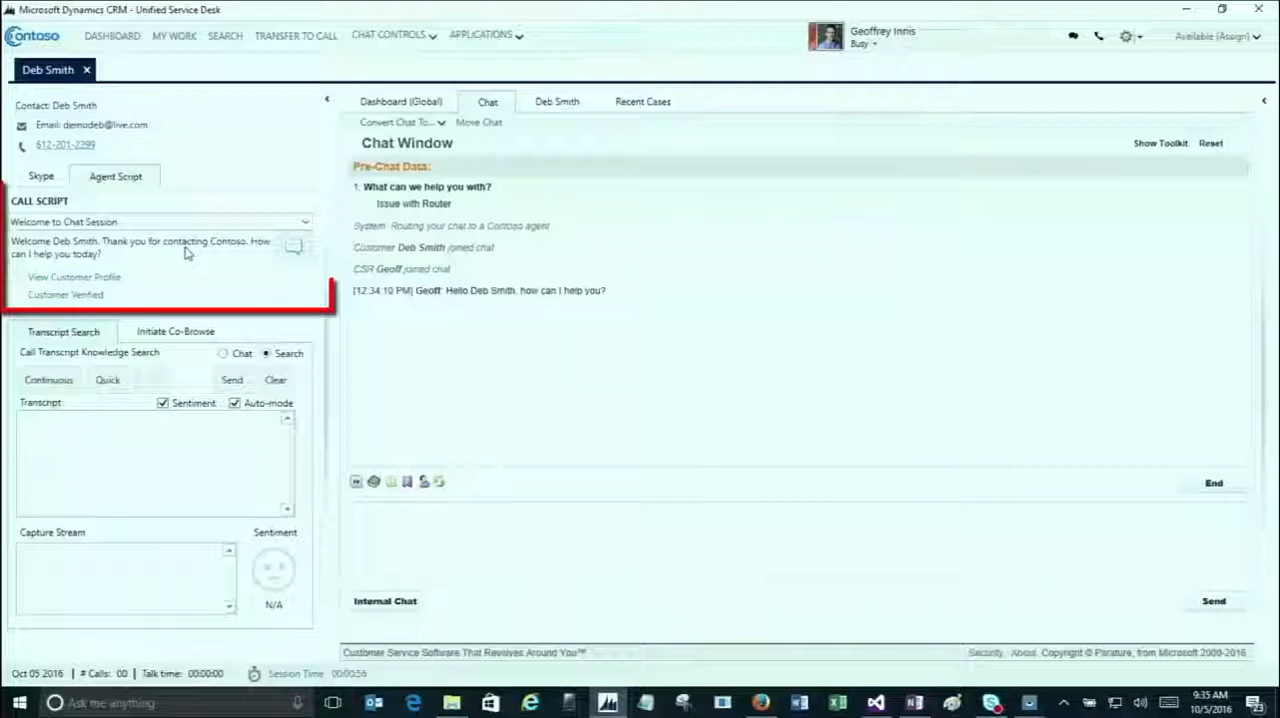 Microsoft Dynamics CRM - Unified Service Desk
Contoso DASHBOARD MY WORK SEARCH TRANSFER TO CALL CHAT CONTROLS APPLICATIONS
Geoffrey Innis
Busy
Available (Assign)
Deb Smith
Contact: Deb Smith
Email: demodeb@live.com
612-201-2299
Skype Agent Script
CALL SCRIPT
Welcome to Chat Session
Welcome Deb Smith. Thank you for contacting Contoso. How
can I help you today?
View Customer Profile
Customer Verified
Transcript Search Initiate Co-Browse
Call Transcript Knowledge Search Chat Search
Continuous Quick Send Clear
Transcript: Sentiment Auto-mode
Capture Stream Sentiment
N/A
Dashboard (Global) Chat Deb Smith Recent Cases
Convert Chat To... Move Chat
Chat Window Show Toolkit Reset
Pre-Chat Data:
1. What can we help you with?
Issue with Router
System: Routing your chat to a Contoso agent
Customer Deb Smith joined chat
CSR Geoff joined chat
[12:34:10 PM] Geoff: Hello Deb Smith, how can I help you?
End
Internal Chat Send
Customer Service Software That Revolves Around You™
Security About Copyright © Parature, from Microsoft 2000-2016
Oct 05 2016 | # Calls: 00 | Talk time: 00:00:00 Session Time 00:00:56
Ask me anything
9:35 AM
10/5/2016
23